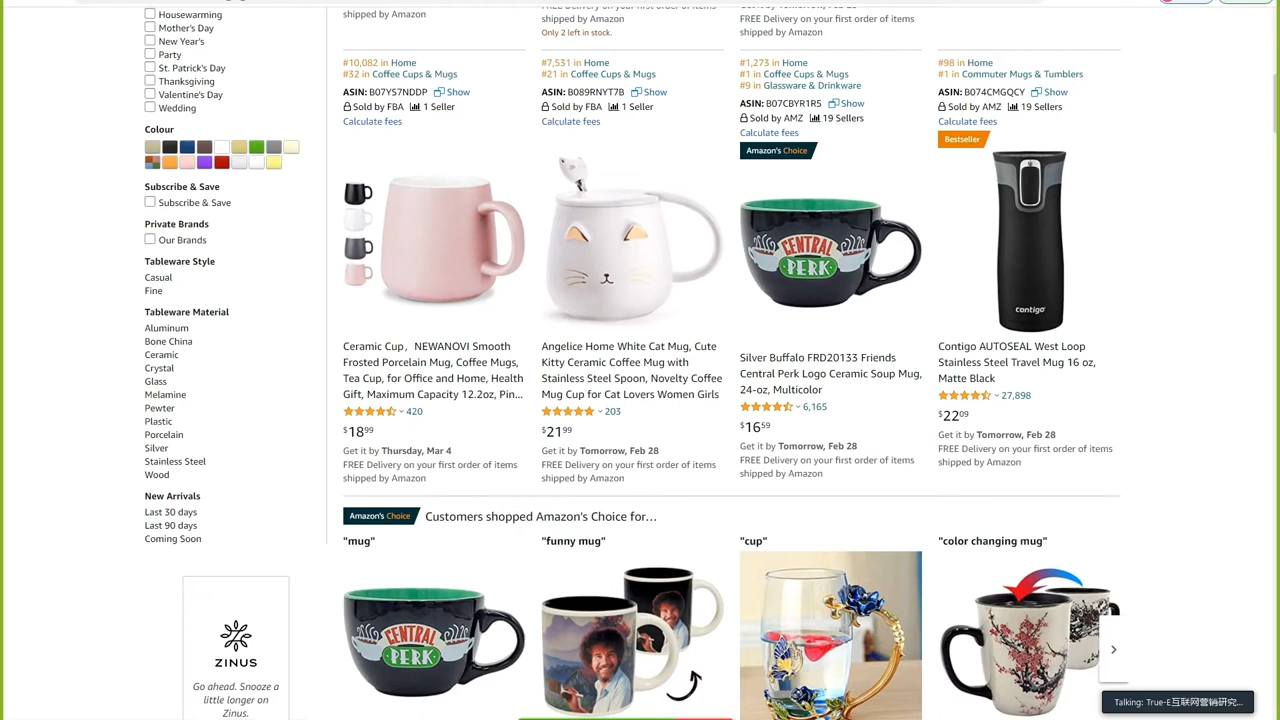 Housewarming
Mother's Day
New Year's
Party
St. Patrick's Day
Thanksgiving
Valentine's Day
Wedding
Colour
Subscribe & Save
Subscribe & Save
Private Brands
Our Brands
Tableware Style
Casual
Fine
Tableware Material
Aluminum
Bone China
Ceramic
Crystal
Glass
Melamine
Pewter
Plastic
Porcelain
Silver
Stainless Steel
Wood
New Arrivals
Last 30 days
Last 90 days
Coming Soon
ZINUS
Go ahead. Snooze a
little longer on
Zinus.
shipped by Amazon
#10,082 in Home
#32 in Coffee Cups & Mugs
ASIN: B07YS7NDDP Show
Sold by FBA 1 Seller
Calculate fees
Ceramic Cup， NEWANOVI Smooth
Frosted Porcelain Mug, Coffee Mugs,
Tea Cup, for Office and Home, Health
Gift, Maximum Capacity 12.2oz, Pin...
420
$18 99
Get it by Thursday, Mar 4
FREE Delivery on your first order of items
shipped by Amazon
FREE Delivery on your first order of items
shipped by Amazon
Only 2 left in stock.
#7,531 in Home
#21 in Coffee Cups & Mugs
ASIN: B089RNYT7B Show
Sold by FBA 1 Seller
Calculate fees
Angelice Home White Cat Mug, Cute
Kitty Ceramic Coffee Mug with
Stainless Steel Spoon, Novelty Coffee
Mug Cup for Cat Lovers Women Girls
203
$21 99
Get it by Tomorrow, Feb 28
FREE Delivery on your first order of items
shipped by Amazon
FREE Delivery on your first order of items
shipped by Amazon
#1,273 in Home
#1 in Coffee Cups & Mugs
#9 in Glassware & Drinkware
ASIN: B07CBYR1R5 Show
Sold by AMZ 19 Sellers
Calculate fees
Amazon's Choice
CENTRAL
PERK
Silver Buffalo FRD20133 Friends
Central Perk Logo Ceramic Soup Mug,
24-oz, Multicolor
6,165
$16 59
Get it by Tomorrow, Feb 28
FREE Delivery on your first order of items
shipped by Amazon
#98 in Home
#1 in Commuter Mugs & Tumblers
ASIN: B074CMGQCY Show
Sold by AMZ 19 Sellers
Calculate fees
Bestseller
contigo
Contigo AUTOSEAL West Loop
Stainless Steel Travel Mug 16 oz,
Matte Black
27,898
$22 09
Get it by Tomorrow, Feb 28
FREE Delivery on your first order of items
shipped by Amazon
Amazon's Choice Customers shopped Amazon's Choice for...
"mug"
"funny mug"
"cup"
"color changing mug"
CENTRAL
PERK
Talking: True-E互联网营销研究...